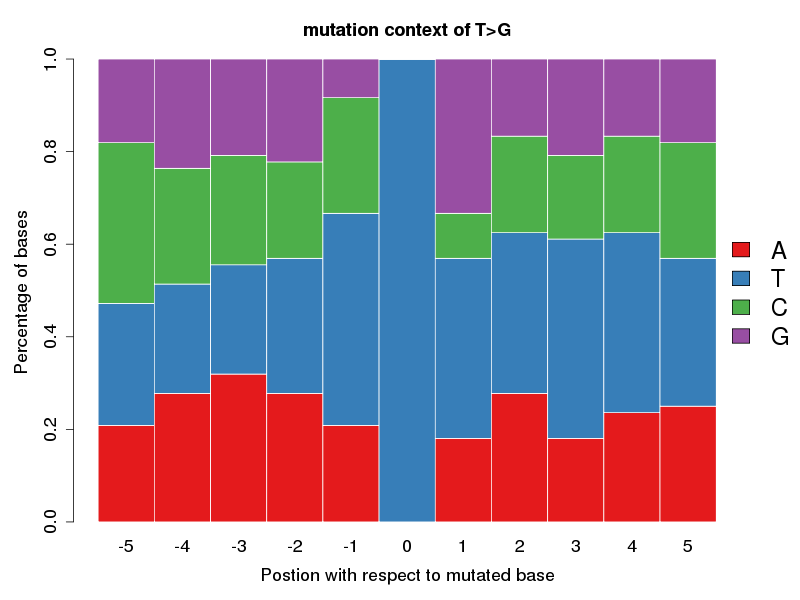 mutation context of T>G
Percentage of bases
1.0
0.8
0.6
0.4
0.2
0.0
A
T
C
G
-5 -4 -3 -2 -1 0 1 2 3 4 5
Postion with respect to mutated base